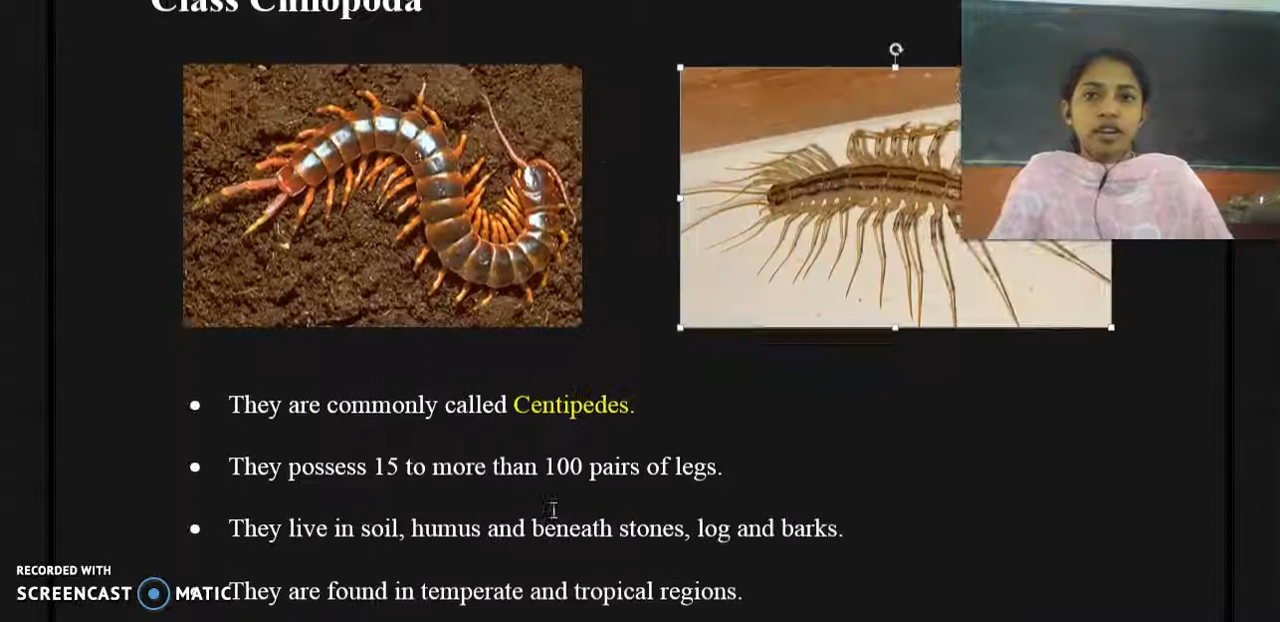 Class Chilopoda
They are commonly called Centipedes.
They possess 15 to more than 100 pairs of legs.
They live in soil, humus and beneath stones, log and barks.
They are found in temperate and tropical regions.
RECORDED WITH
SCREENCAST MATIC